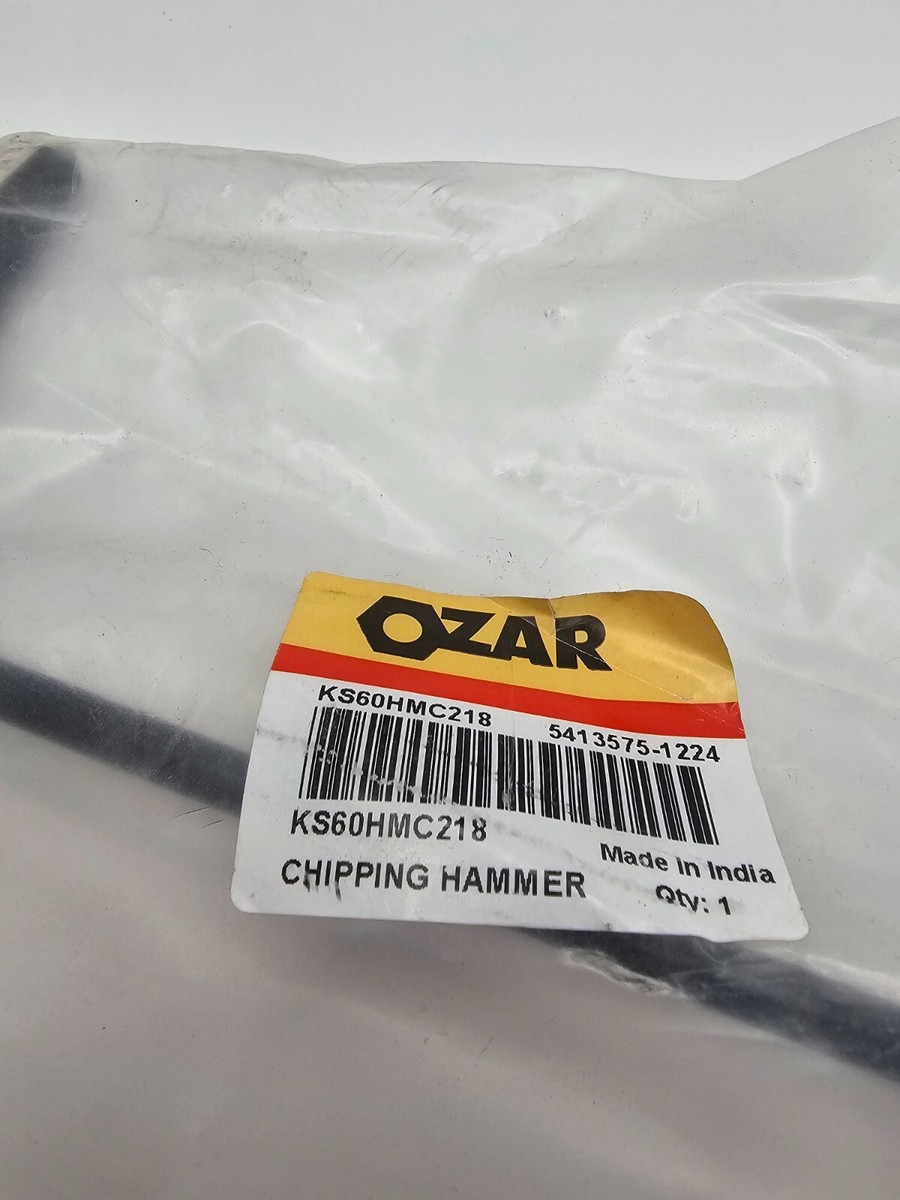 OZAR
KS60HMC218
5413575-1224
KS60HMC218
Made in India
CHIPPING HAMMER
Qty: 1